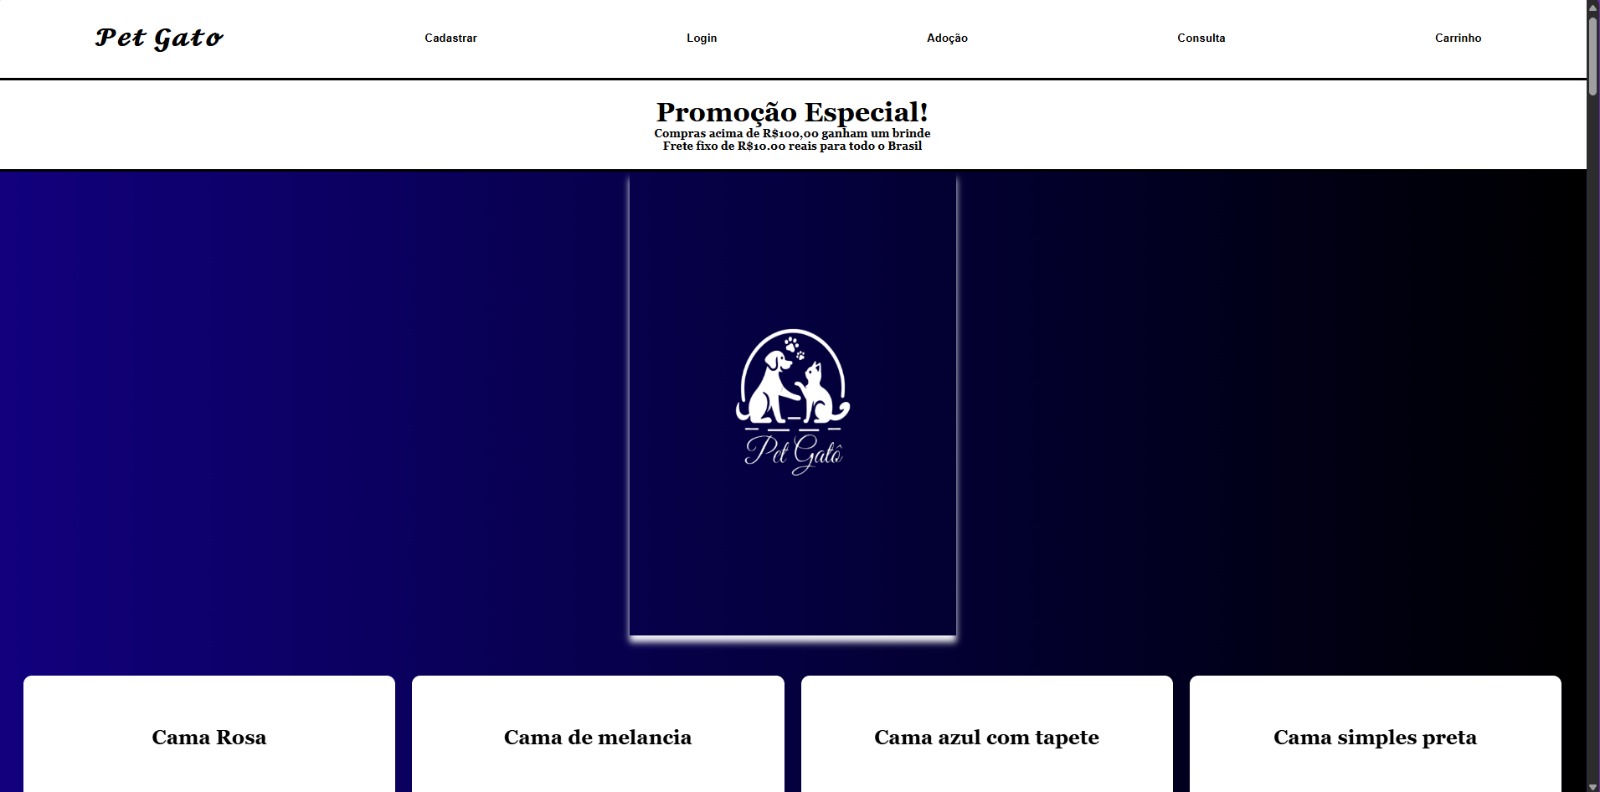 Pet Gato
Cadastrar
Login
Adoção
Consulta
Carrinho
Promoção Especial!
Compras acima de R$100,00 ganham um brinde
Frete fixo de R$10.00 reais para todo o Brasil
Pet Gatô
Cama Rosa
Cama de melancia
Cama azul com tapete
Cama simples preta